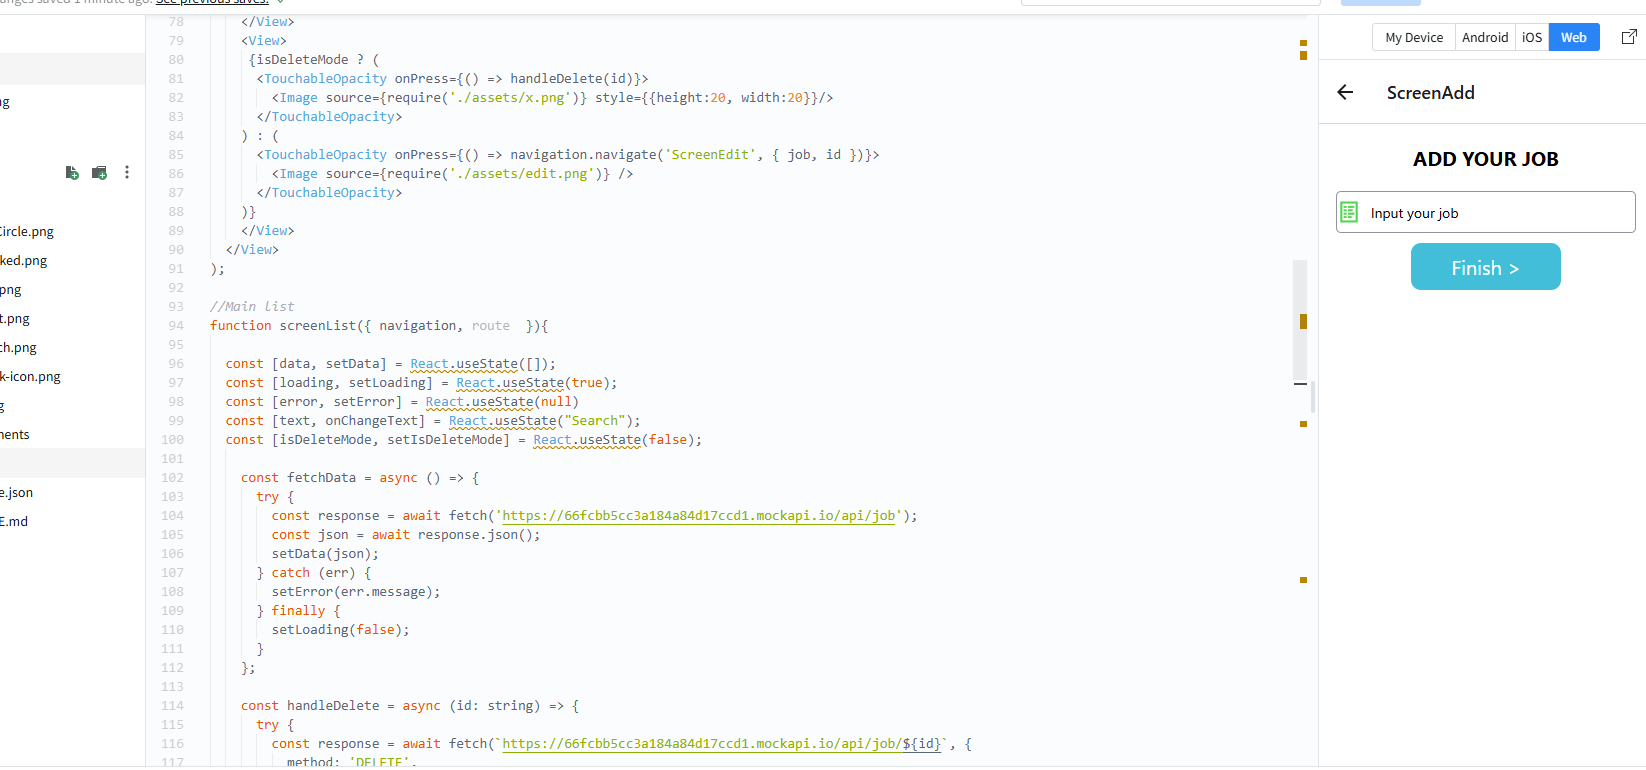 anges saved 1 minute ago. See previous saves.
ng
Circle.png
ked.png
png
t.png
ch.png
k-icon.png
g
nents
e.json
E.md
78 </View>
79 <View>
80 {isDeleteMode ? (
81 <TouchableOpacity onPress={() => handleDelete(id)}>
82 <Image source={require('./assets/x.png')} style={{height:20, width:20}}/>
83 </TouchableOpacity>
84 ) : (
85 <TouchableOpacity onPress={() => navigation.navigate('ScreenEdit', { job, id })}>
86 <Image source={require('./assets/edit.png')} />
87 </TouchableOpacity>
88 )}
89 </View>
90 </View>
91 );
92
93 //Main list
94 function screenList({ navigation, route  }){
95
96 const [data, setData] = React.useState([]);
97 const [loading, setLoading] = React.useState(true);
98 const [error, setError] = React.useState(null)
99 const [text, onChangeText] = React.useState("Search");
100 const [isDeleteMode, setIsDeleteMode] = React.useState(false);
101
102 const fetchData = async () => {
103 try {
104 const response = await fetch('https://66fcbb5cc3a184a84d17ccd1.mockapi.io/api/job');
105 const json = await response.json();
106 setData(json);
107 } catch (err) {
108 setError(err.message);
109 } finally {
110 setLoading(false);
111 }
112 };
113
114 const handleDelete = async (id: string) => {
115 try {
116 const response = await fetch(`https://66fcbb5cc3a184a84d17ccd1.mockapi.io/api/job/${id}`, {
117 method: 'DELETE',
My Device Android iOS Web
ScreenAdd
ADD YOUR JOB
Input your job
Finish >